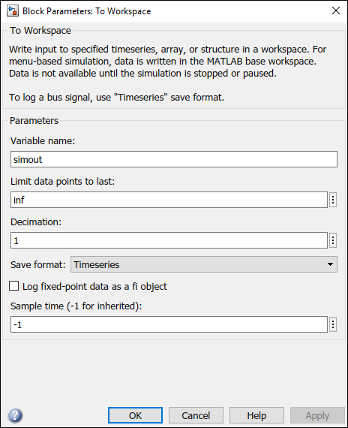 Block Parameters: To Workspace
To Workspace
Write input to specified timeseries, array, or structure in a workspace. For
menu-based simulation, data is written in the MATLAB base workspace.
Data is not available until the simulation is stopped or paused.
To log a bus signal, use "Timeseries" save format.
Parameters
Variable name:
simout
Limit data points to last:
inf
Decimation:
1
Save format: Timeseries
Log fixed-point data as a fi object
Sample time (-1 for inherited):
-1
OK Cancel Help Apply